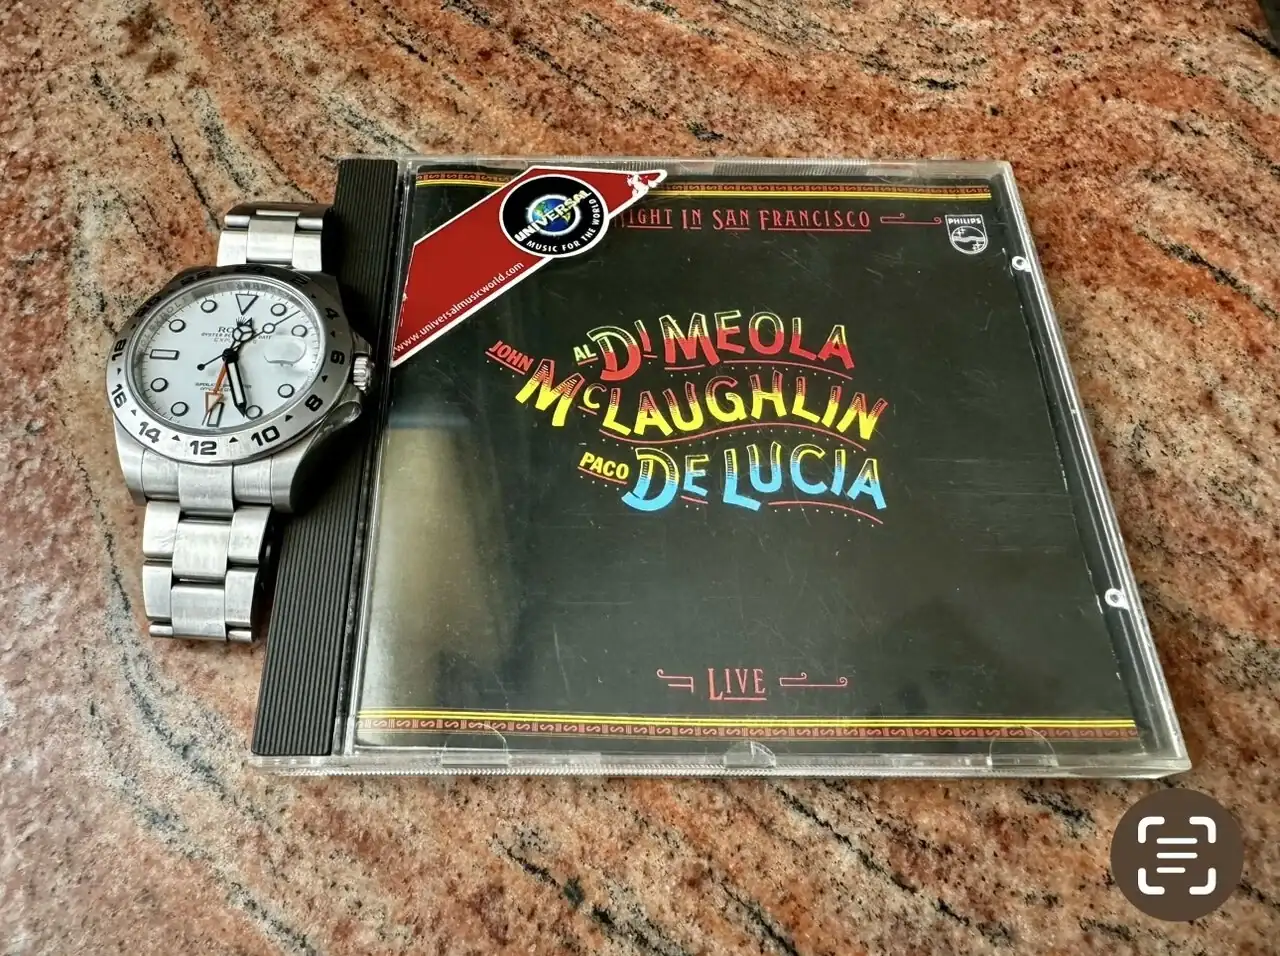 IGHT IN SAN FRANCISCO
PHILIPS
UNIVERSAL
MUSIC FOR THE WORLD
www.universalmusicworld.com
AL DI MEOLA
JOHN
MCLAUGHLIN
PACO DE LUCIA
LIVE
4
8
10
12
14
16
18